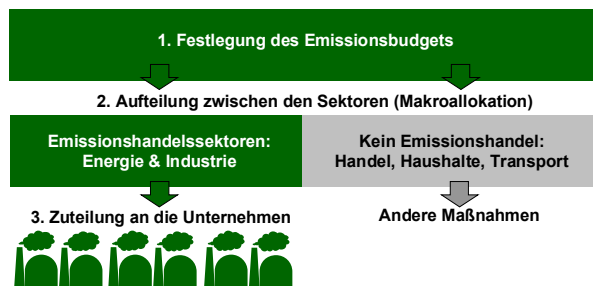 1. Festlegung des Emissionsbudgets
2. Aufteilung zwischen den Sektoren (Makroallokation)
Emissionshandelssektoren:
Energie & Industrie
Kein Emissionshandel:
Handel, Haushalte, Transport
3. Zuteilung an die Unternehmen
Andere Maßnahmen